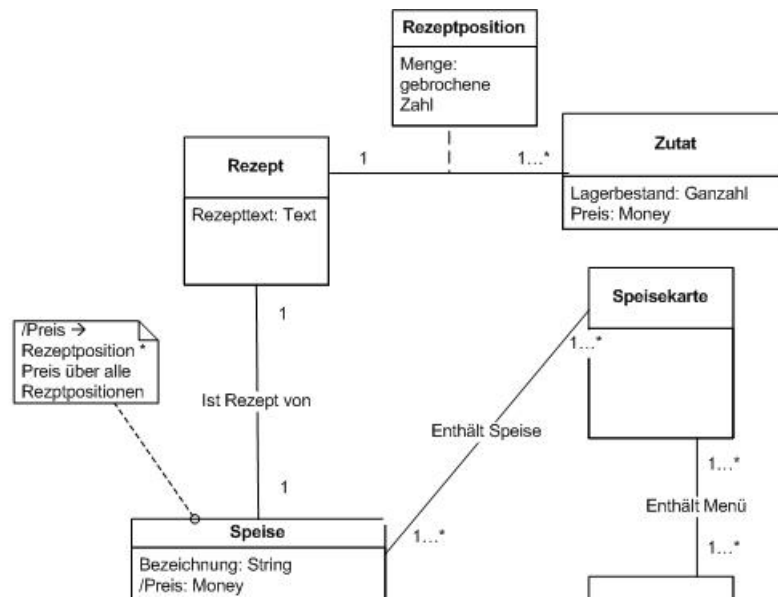 Rezeptposition
Menge:
gebrochene
Zahl
Rezept
Rezepttext: Text
1
1...*
Zutat
Lagerbestand: Ganzahl
Preis: Money
Speisekarte
1
1...*
/Preis →
Rezeptposition *
Preis über alle
Rezptpositionen
Ist Rezept von
Enthält Speise
1...*
Enthält Menü
1
1...*
1...*
Speise
Bezeichnung: String
/Preis: Money